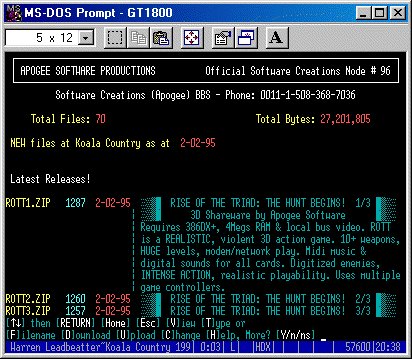 MS-DOS Prompt - GT1800
5 x 12
A
APOGEE SOFTWARE PRODUCTIONS Official Software Creations Node # 96
Software Creations (Apogee) BBS - Phone: 0011-1-508-368-7036
Total Files: 70 Total Bytes: 27,201,805
NEW files at Koala Country as at 2-02-95
Latest Releases!
ROTT1.ZIP 1287 2-02-95 RISE OF THE TRIAD: THE HUNT BEGINS! 1/3
3D Shareware by Apogee Software
Requires 386DX+, 4Megs RAM & local bus video. ROTT
is a REALISTIC, violent 3D action game. 10+ weapons,
HUGE levels, modem/network play. Midi music &
digital sounds for all cards. Digitized enemies,
INTENSE ACTION, realistic playability. Uses multiple
game controllers.
ROTT2.ZIP 1260 2-02-95 RISE OF THE TRIAD: THE HUNT BEGINS! 2/3
ROTT3.ZIP 1257 2-02-95 RISE OF THE TRIAD: THE HUNT BEGINS! 3/3
[↑↓] then [RETURN] [Home] [Esc] [V]iew [T]ype or
[F]ilename [D]ownload [U]pload [C]hange [H]elp, More? [Y/n/ns]
Warren Leadbeatter Koala Country 199 0:03 L HDX 57600 20:38